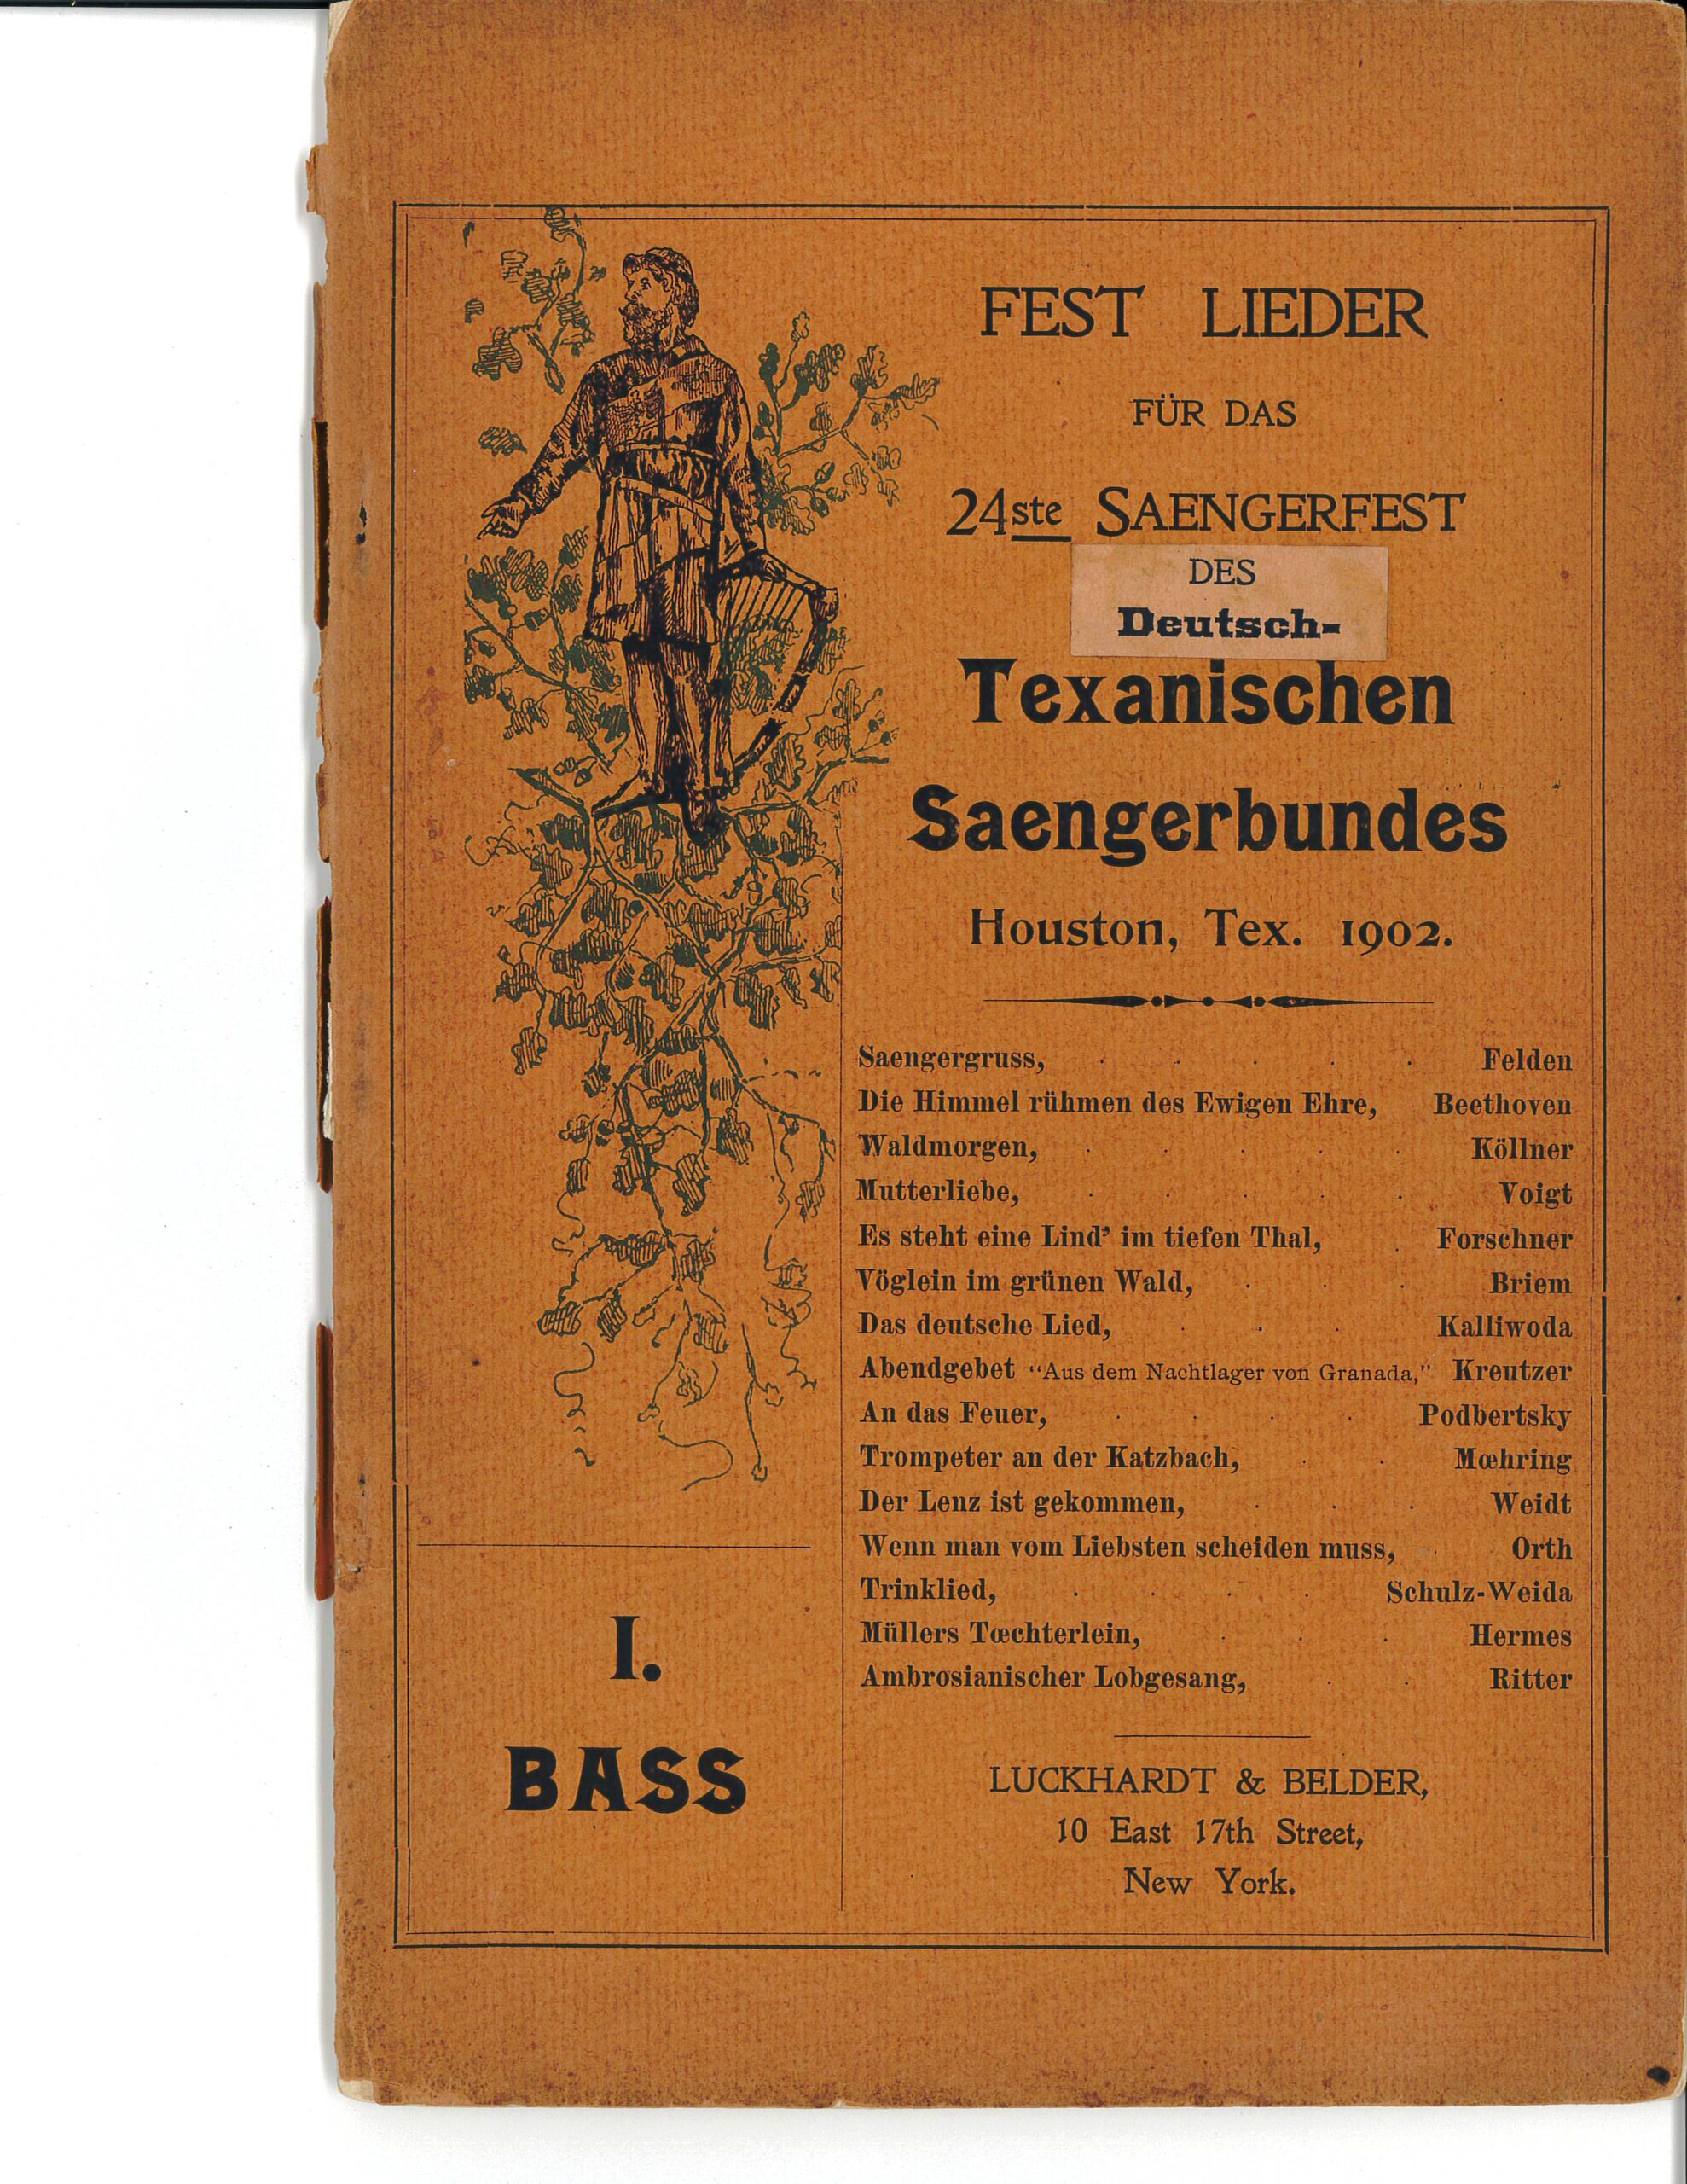 FEST LIEDER
FÜR DAS
24ste SAENGERFEST
DES
Deutsch-
Texanischen
Saengerbundes
Houston, Tex. 1902.
Saengergruss, . . . . . Felden
Die Himmel rühmen des Ewigen Ehre, Beethoven
Waldmorgen, . . . . . Köllner
Mutterliebe, . . . . . Voigt
Es steht eine Lind' im tiefen Thal, . Forschner
Vöglein im grünen Wald, . . . Briem
Das deutsche Lied, . . . Kalliwoda
Abendgebet "Aus dem Nachtlager von Granada," Kreutzer
An das Feuer, . . . . Podbertsky
Trompeter an der Katzbach, . . Mœhring
Der Lenz ist gekommen, . . . Weidt
Wenn man vom Liebsten scheiden muss, . Orth
Trinklied, . . . . Schulz-Weida
Müllers Tœchterlein, . . . Hermes
Ambrosianischer Lobgesang, . . Ritter
I.
BASS
LUCKHARDT & BELDER,
10 East 17th Street,
New York.